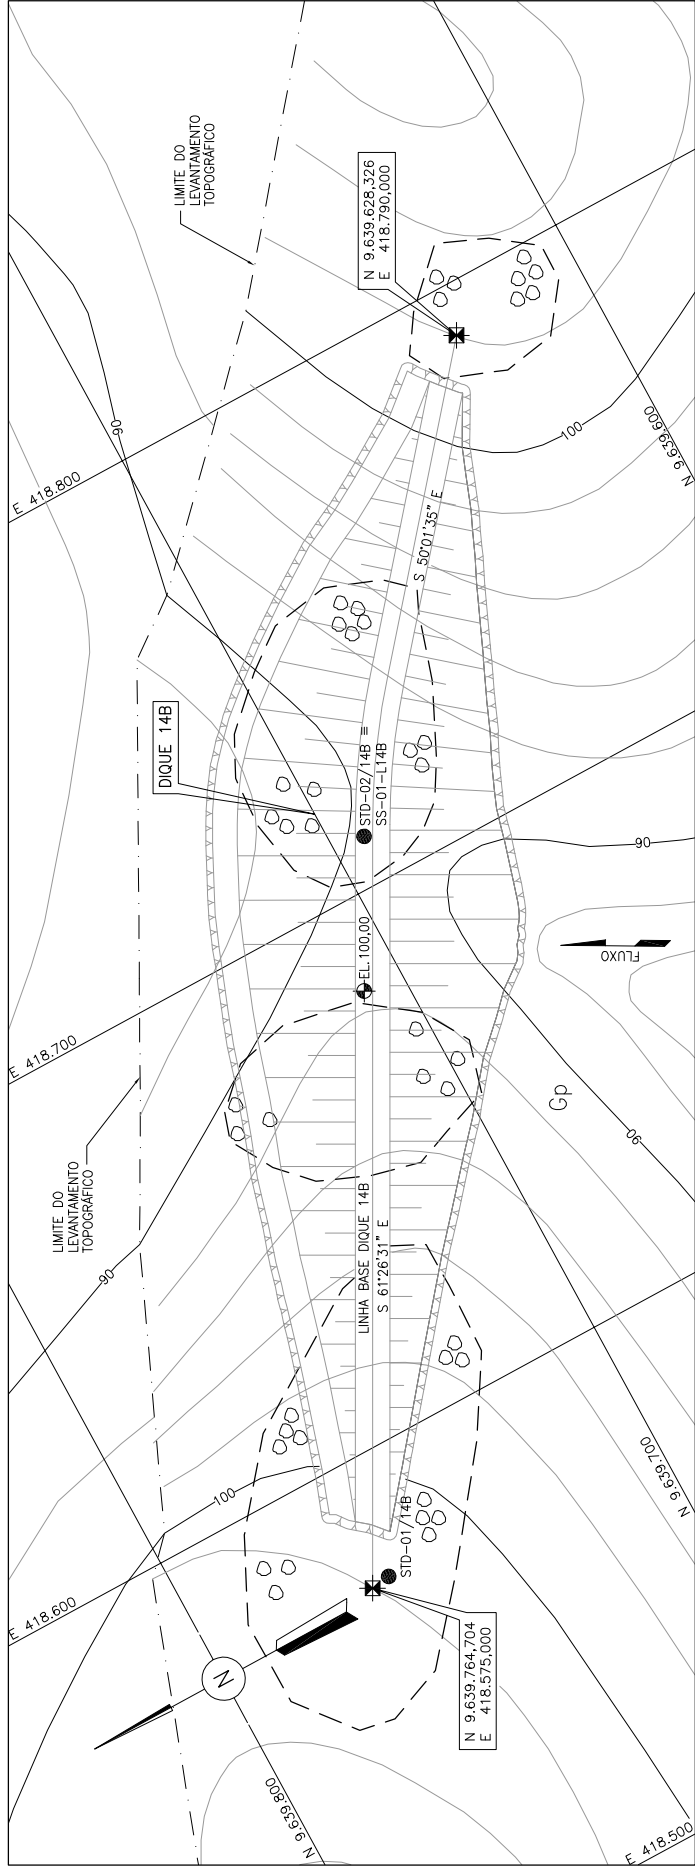 LIMITE DO
LEVANTAMENTO
TOPOGRÁFICO
N 9.639.628,326
E 418.790,000
90
E 418.800
100
N 9.639.600
S 50°01'35" E
DIQUE 14B
STD-02/14B ≡
SS-01-L14B
90
EL.100,00
FLUXO
E 418.700
Gp
90
LIMITE DO
LEVANTAMENTO
TOPOGRÁFICO
LINHA BASE DIQUE 14B
S 61°26'31" E
90
N 9.639.700
100
STD-01/14B
E 418.600
N
N 9.639.764,704
E 418.575,000
N 9.639.800
E 418.500